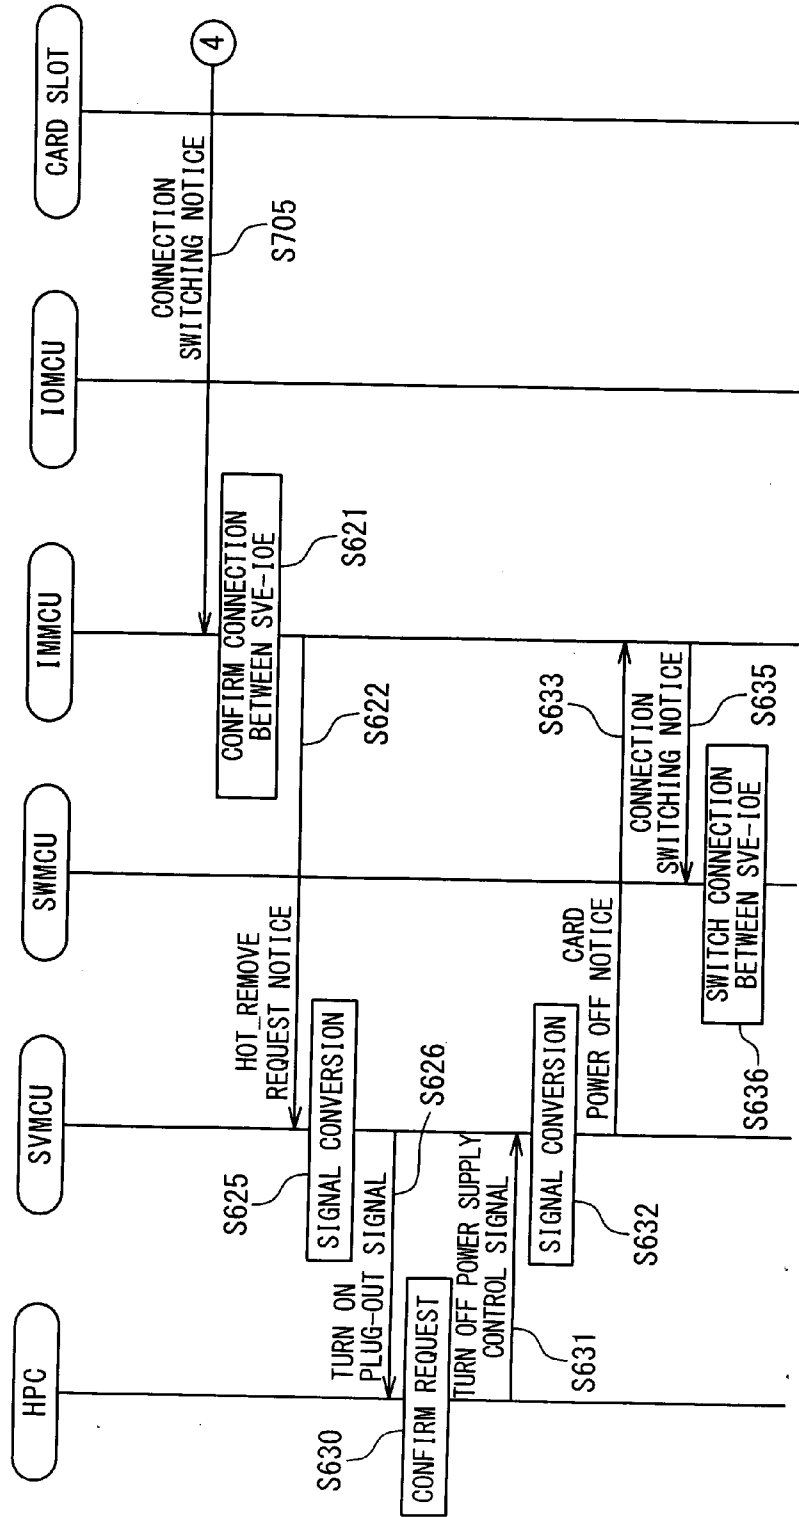 HPC
SVMCU
SWMCU
IMMCU
IOMCU
CARD SLOT
4
CONNECTION
SWITCHING NOTICE
S705
CONFIRM CONNECTION
BETWEEN SVE-IOE
S621
S622
HOT_REMOVE
REQUEST NOTICE
S625
SIGNAL CONVERSION
S626
TURN ON
PLUG-OUT SIGNAL
S630
CONFIRM REQUEST
TURN OFF POWER SUPPLY
CONTROL SIGNAL
S631
SIGNAL CONVERSION
S632
CARD
POWER OFF NOTICE
S633
CONNECTION
SWITCHING NOTICE
S635
SWITCH CONNECTION
BETWEEN SVE-IOE
S636